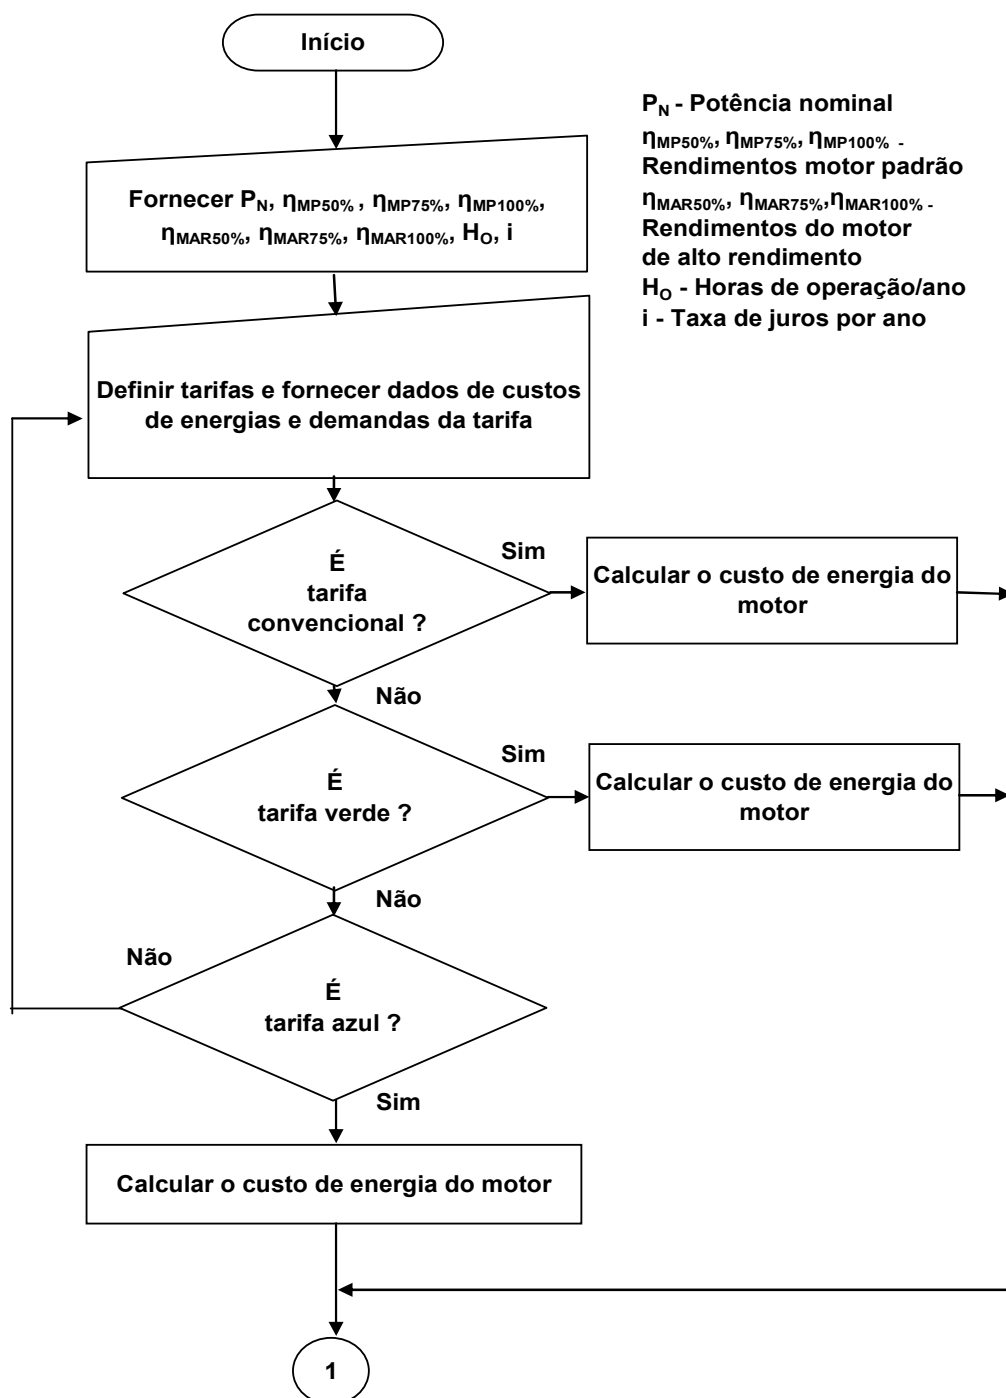 Início
P_N - Potência nominal
η_MP50%, η_MP75%, η_MP100% -
Rendimentos motor padrão
η_MAR50%, η_MAR75%,η_MAR100% -
Rendimentos do motor
de alto rendimento
H_O - Horas de operação/ano
i - Taxa de juros por ano
Fornecer P_N, η_MP50% , η_MP75%, η_MP100%,
η_MAR50%, η_MAR75%, η_MAR100%, H_O, i
Definir tarifas e fornecer dados de custos
de energias e demandas da tarifa
É
tarifa
convencional ?
Sim
Calcular o custo de energia do
motor
Não
É
tarifa verde ?
Sim
Calcular o custo de energia do
motor
Não
É
tarifa azul ?
Não
Sim
Calcular o custo de energia do motor
1